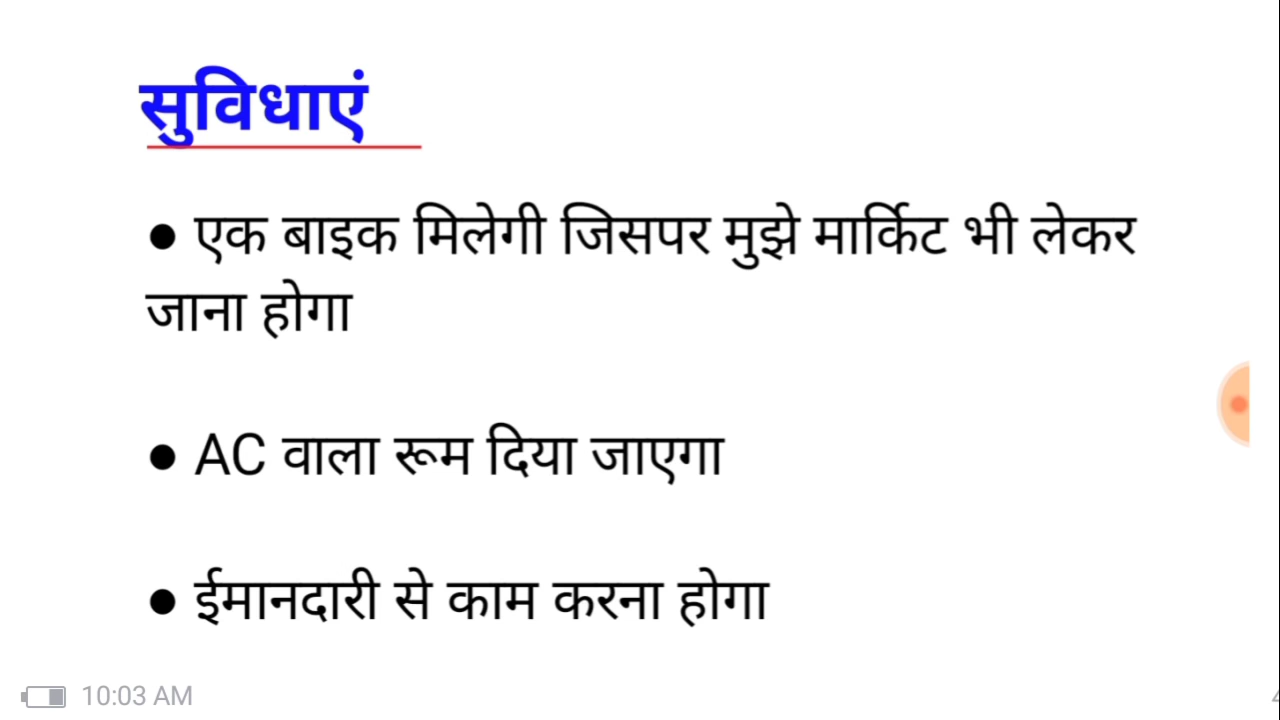 सुविधाएं
● एक बाइक मिलेगी जिसपर मुझे मार्किट भी लेकर
जाना होगा
● AC वाला रूम दिया जाएगा
● ईमानदारी से काम करना होगा
10:03 AM